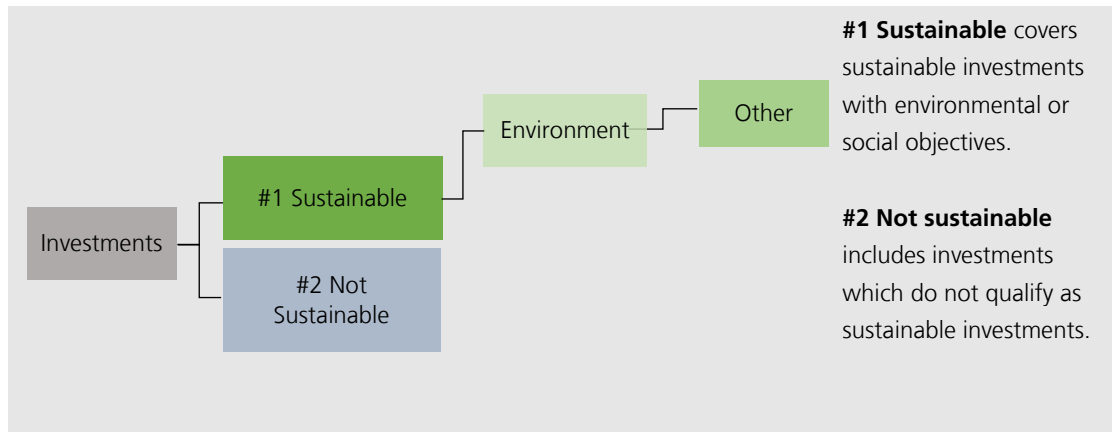 Investments
#1 Sustainable
#2 Not
Sustainable
Environment
Other
#1 Sustainable covers
sustainable investments
with environmental or
social objectives.
#2 Not sustainable
includes investments
which do not qualify as
sustainable investments.